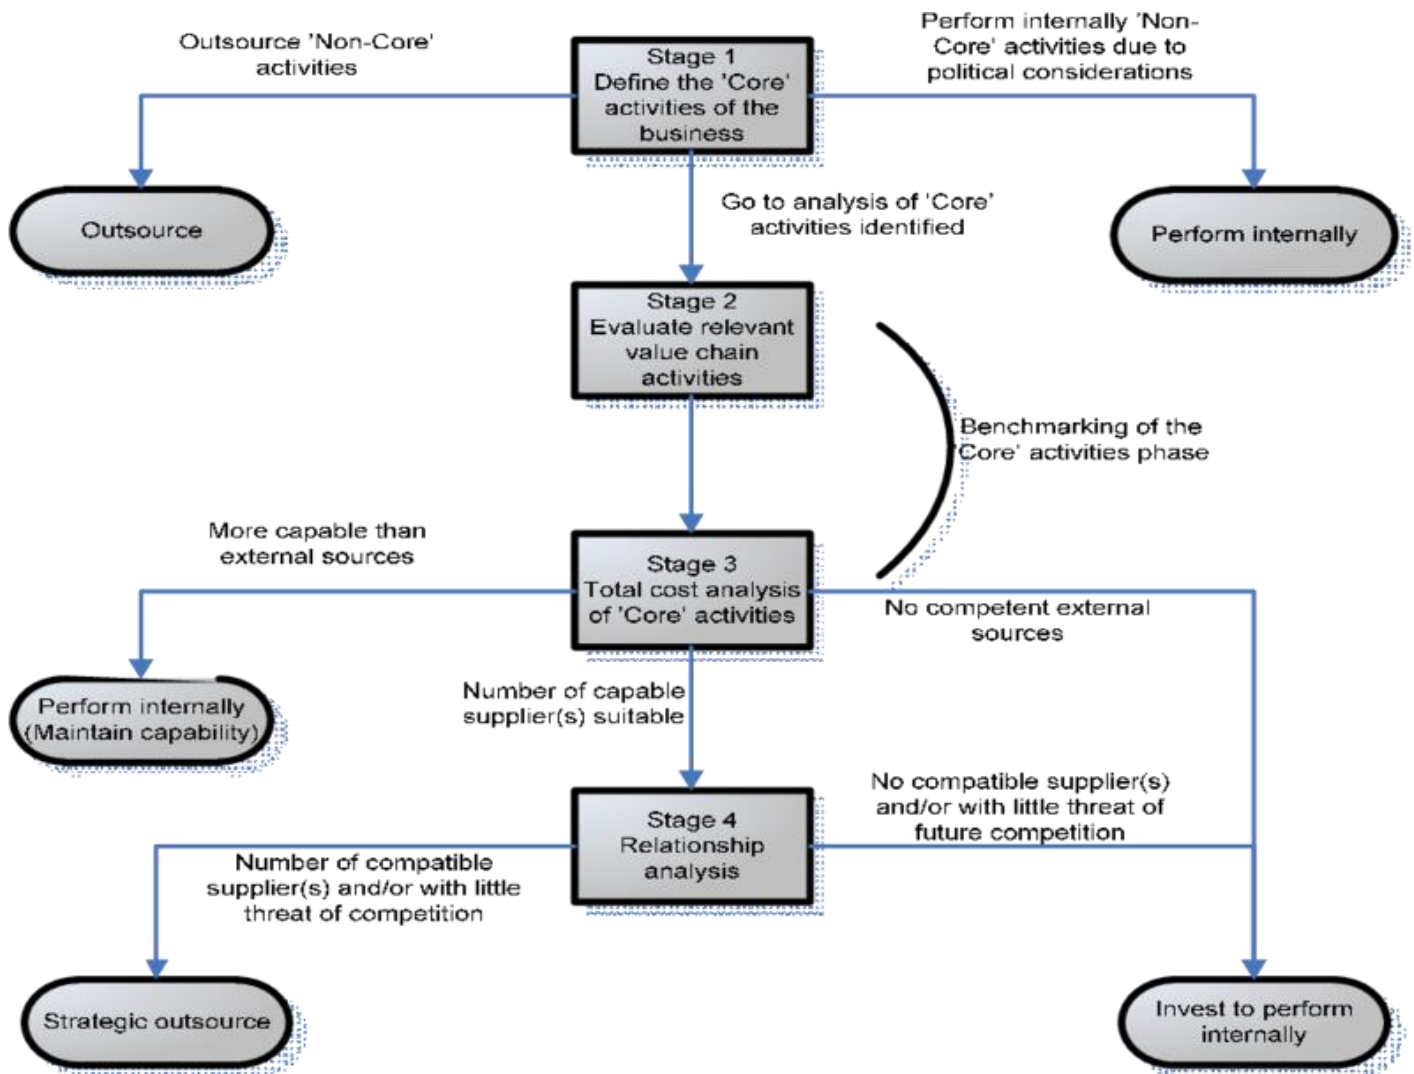 Outsource 'Non-Core'
activities
Stage 1
Define the 'Core'
activities of the
business
Perform internally 'Non-
Core' activities due to
political considerations
Outsource
Go to analysis of 'Core'
activities identified
Perform internally
Stage 2
Evaluate relevant
value chain
activities
Benchmarking of the
'Core' activities phase
More capable than
external sources
Stage 3
Total cost analysis
of 'Core' activities
No competent external
sources
Perform internally
(Maintain capability)
Number of capable
supplier(s) suitable
Stage 4
Relationship
analysis
No compatible supplier(s)
and/or with little threat of
future competition
Number of compatible
supplier(s) and/or with little
threat of competition
Strategic outsource
Invest to perform
internally